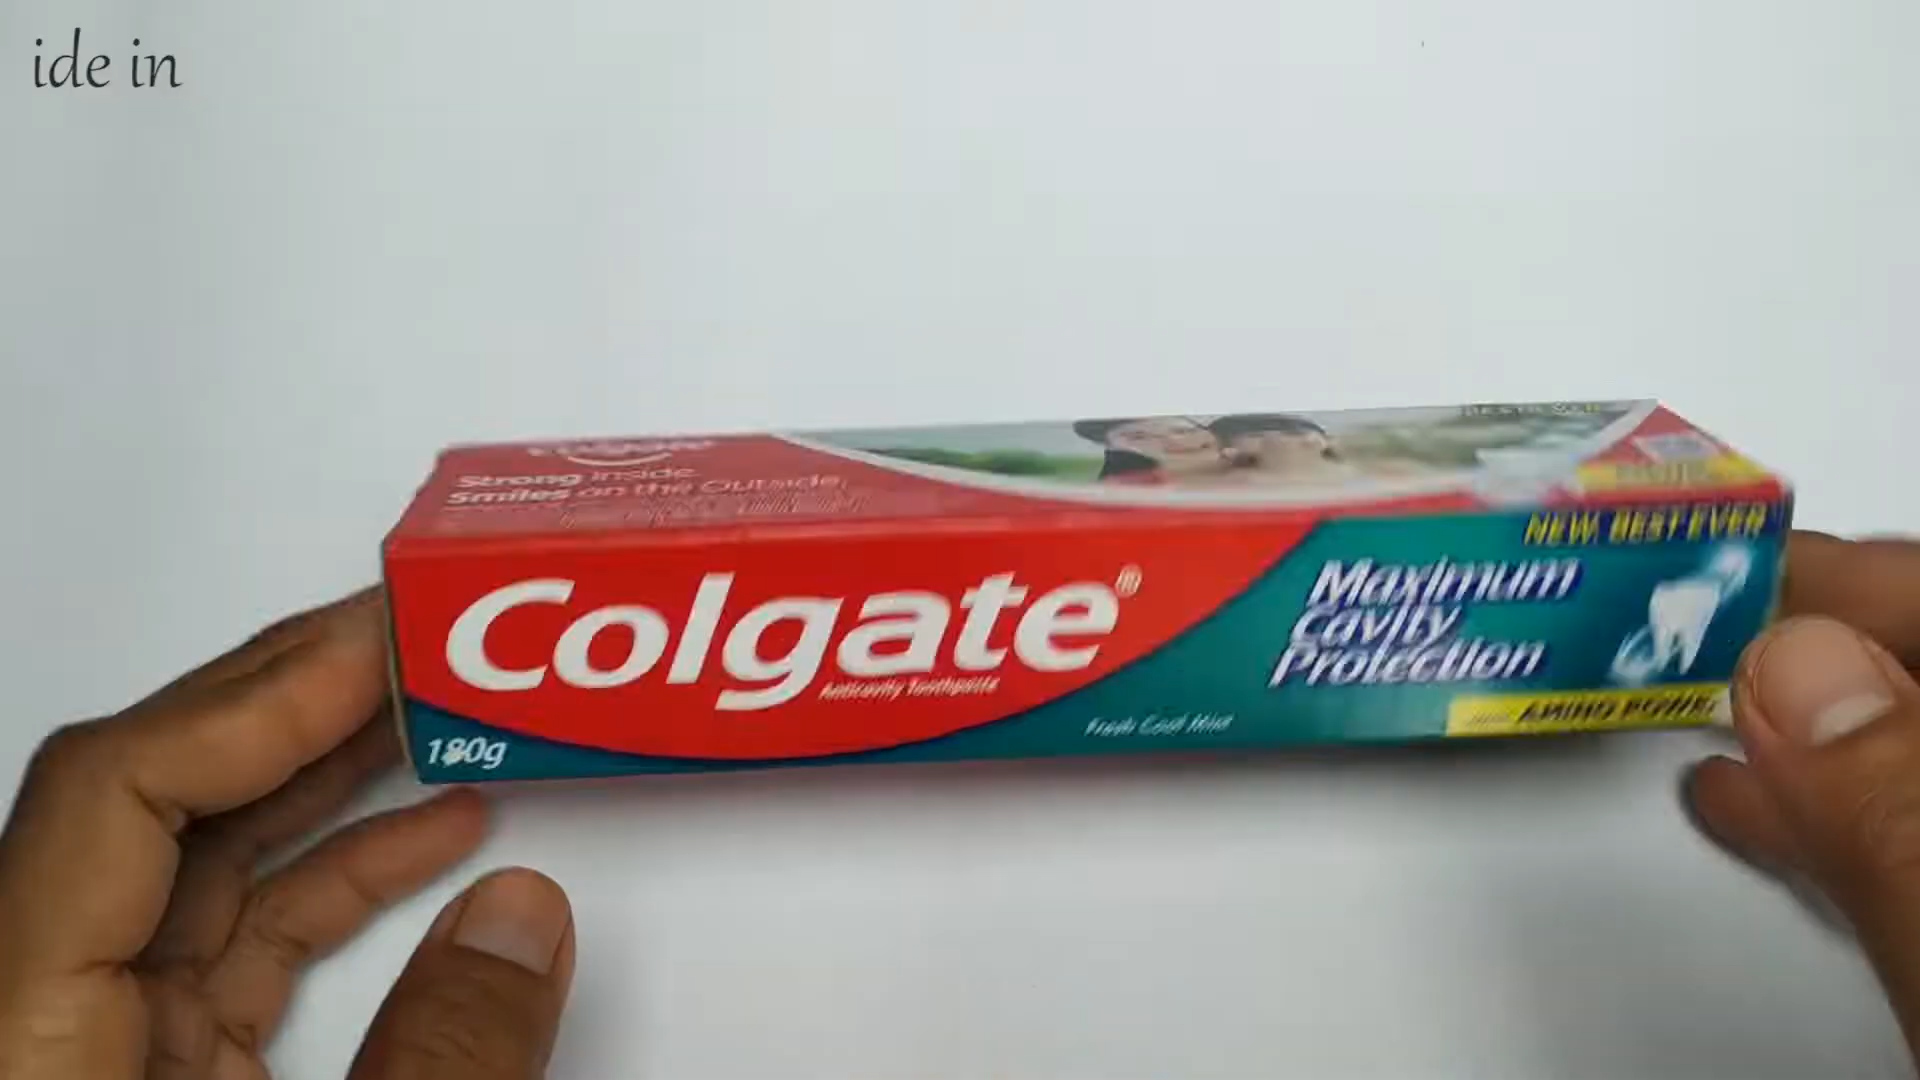 ide in
Strong Inside,
Smiles on the Outside.
NEW, BEST EVER
Colgate®
Anticavity Toothpaste
Maximum
Cavity
Protection
Fresh Cool Mint
AMINO POWER
180g